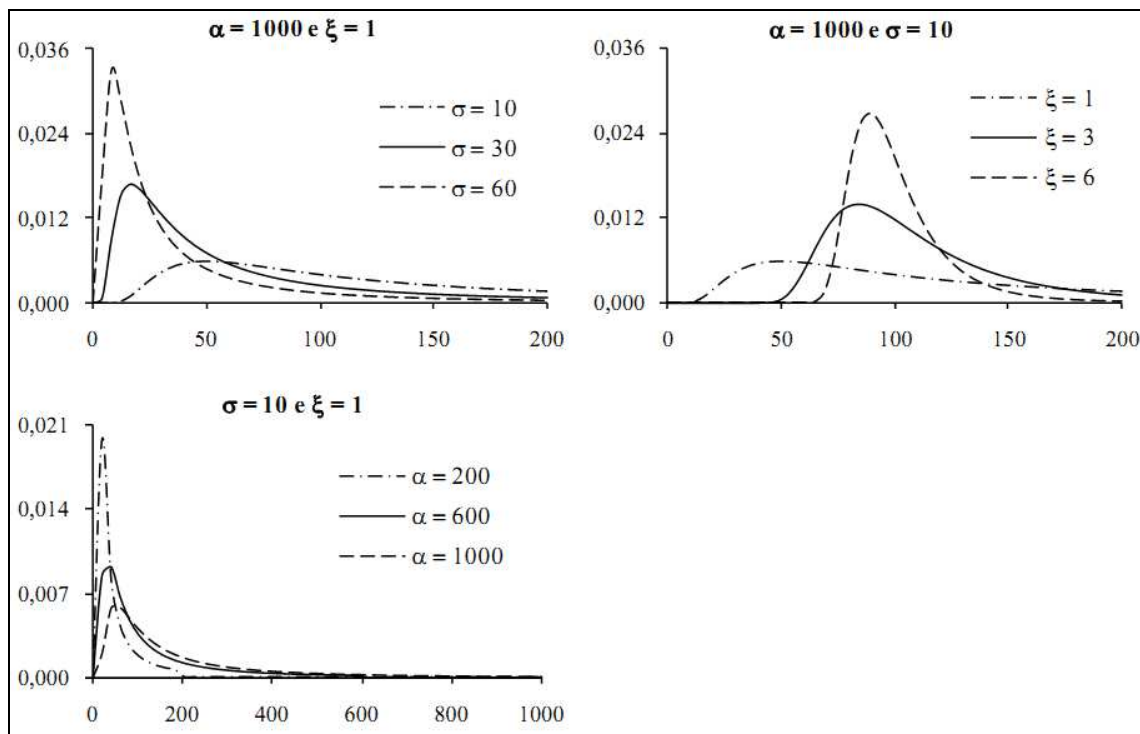 α = 1000 e ξ = 1
0,036
0,024
0,012
0,000
0
50
100
150
200
σ = 10
σ = 30
σ = 60
α = 1000 e σ = 10
0,036
0,024
0,012
0,000
0
50
100
150
200
ξ = 1
ξ = 3
ξ = 6
σ = 10 e ξ = 1
0,021
0,014
0,007
0,000
0
200
400
600
800
1000
α = 200
α = 600
α = 1000